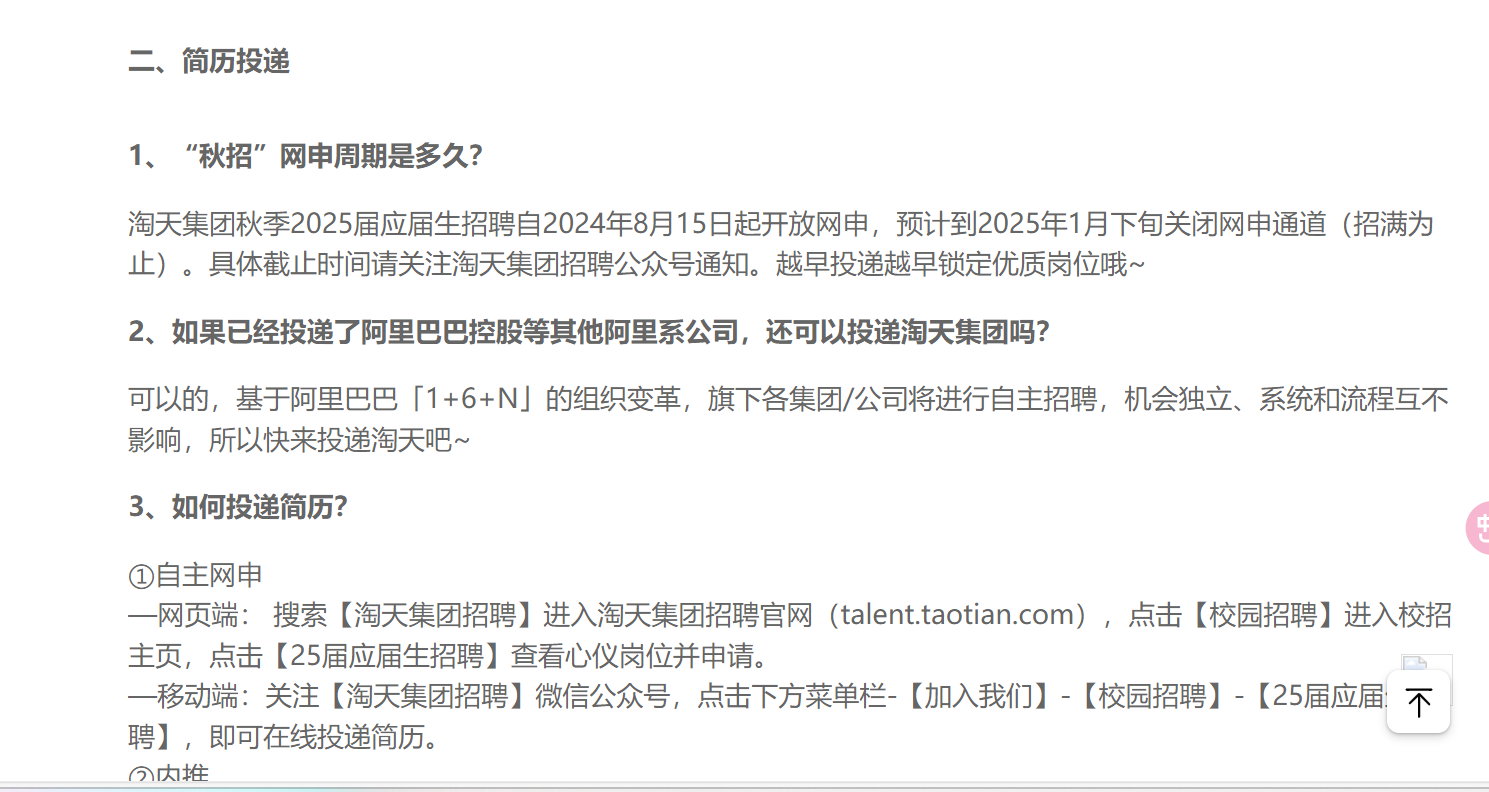 二、简历投递
1、“秋招”网申周期是多久？
淘天集团秋季2025届应届生招聘自2024年8月15日起开放网申，预计到2025年1月下旬关闭网申通道（招满为
止）。具体截止时间请关注淘天集团招聘公众号通知。越早投递越早锁定优质岗位哦~
2、如果已经投递了阿里巴巴控股等其他阿里系公司，还可以投递淘天集团吗？
可以的，基于阿里巴巴「1+6+N」的组织变革，旗下各集团/公司将进行自主招聘，机会独立、系统和流程互不
影响，所以快来投递淘天吧~
3、如何投递简历？
①自主网申
—网页端： 搜索【淘天集团招聘】进入淘天集团招聘官网（talent.taotian.com），点击【校园招聘】进入校招
主页，点击【25届应届生招聘】查看心仪岗位并申请。
—移动端：关注【淘天集团招聘】微信公众号，点击下方菜单栏-【加入我们】-【校园招聘】-【25届应届
聘】，即可在线投递简历。
②内推